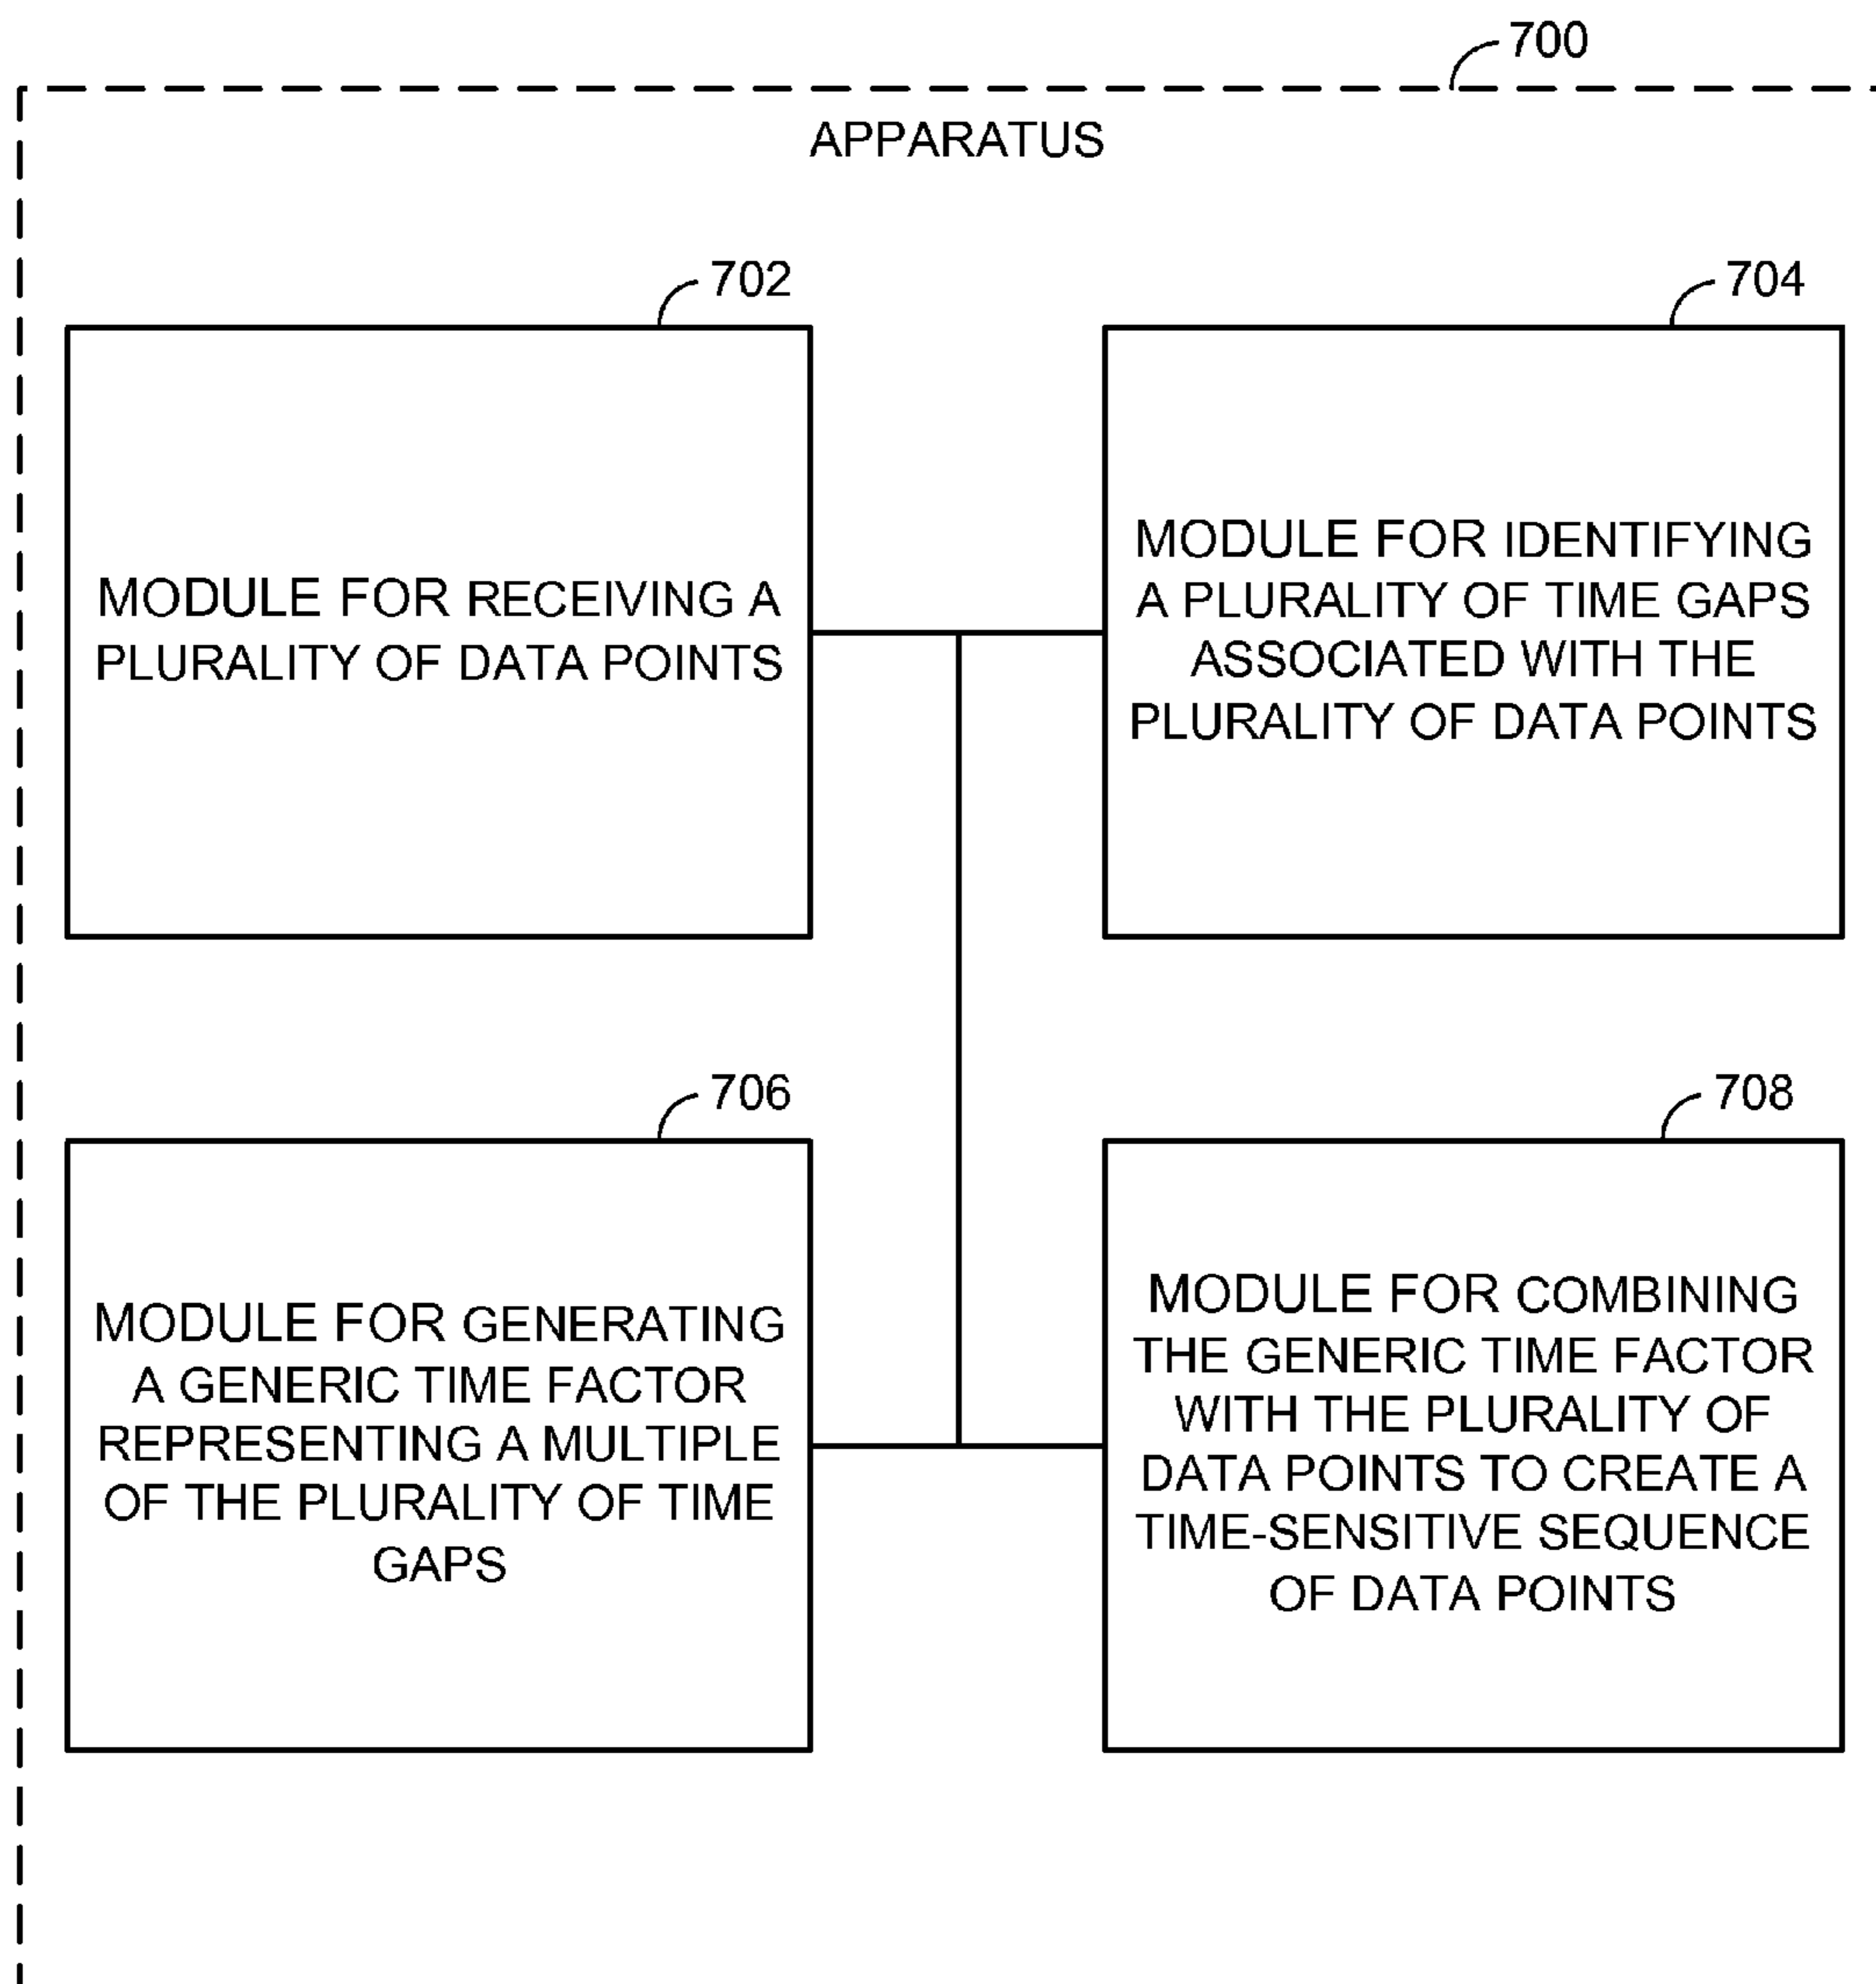 700
APPARATUS
702
MODULE FOR RECEIVING A
PLURALITY OF DATA POINTS
704
MODULE FOR IDENTIFYING
A PLURALITY OF TIME GAPS
ASSOCIATED WITH THE
PLURALITY OF DATA POINTS
706
MODULE FOR GENERATING
A GENERIC TIME FACTOR
REPRESENTING A MULTIPLE
OF THE PLURALITY OF TIME
GAPS
708
MODULE FOR COMBINING
THE GENERIC TIME FACTOR
WITH THE PLURALITY OF
DATA POINTS TO CREATE A
TIME-SENSITIVE SEQUENCE
OF DATA POINTS